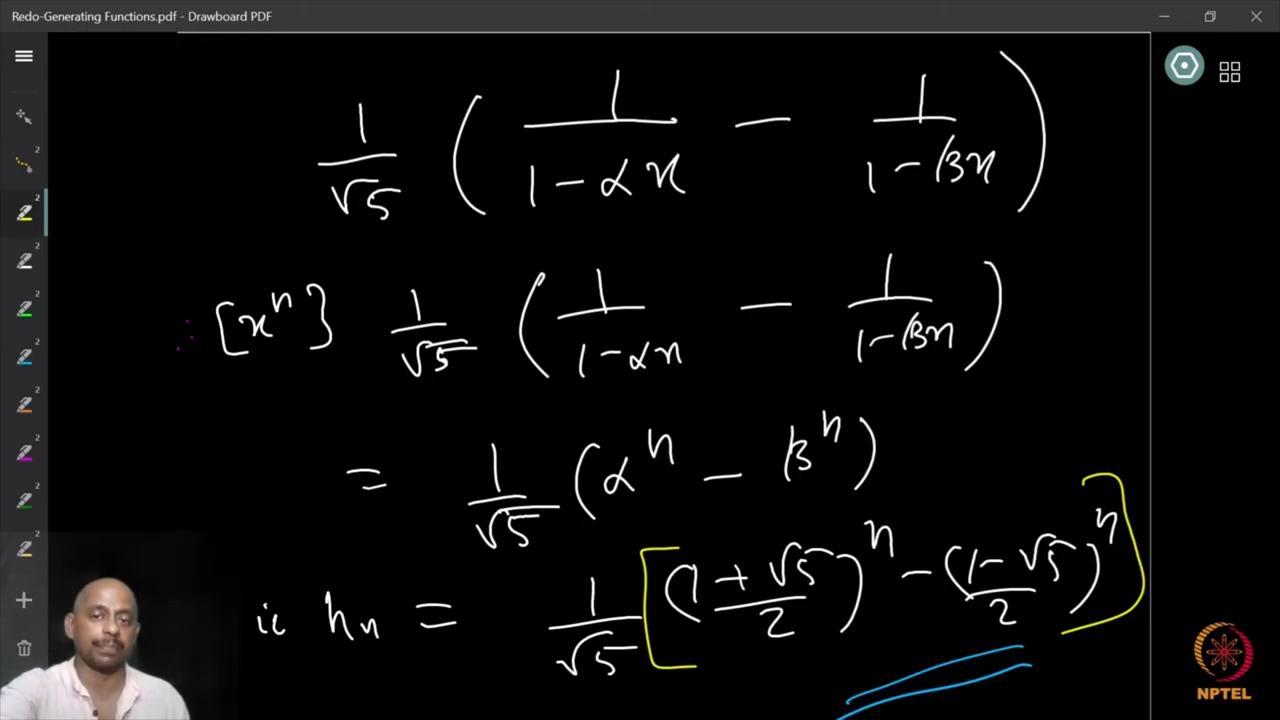 Redo-Generating Functions.pdf - Drawboard PDF
1/√5 ( 1/(1-αx) - 1/(1-βx) )
∴ [x^n] 1/√5 ( 1/(1-αx) - 1/(1-βx) )
= 1/√5 (α^n - β^n)
ie hn = 1/√5 [ ((1+√5)/2)^n - ((1-√5)/2)^n ]
NPTEL